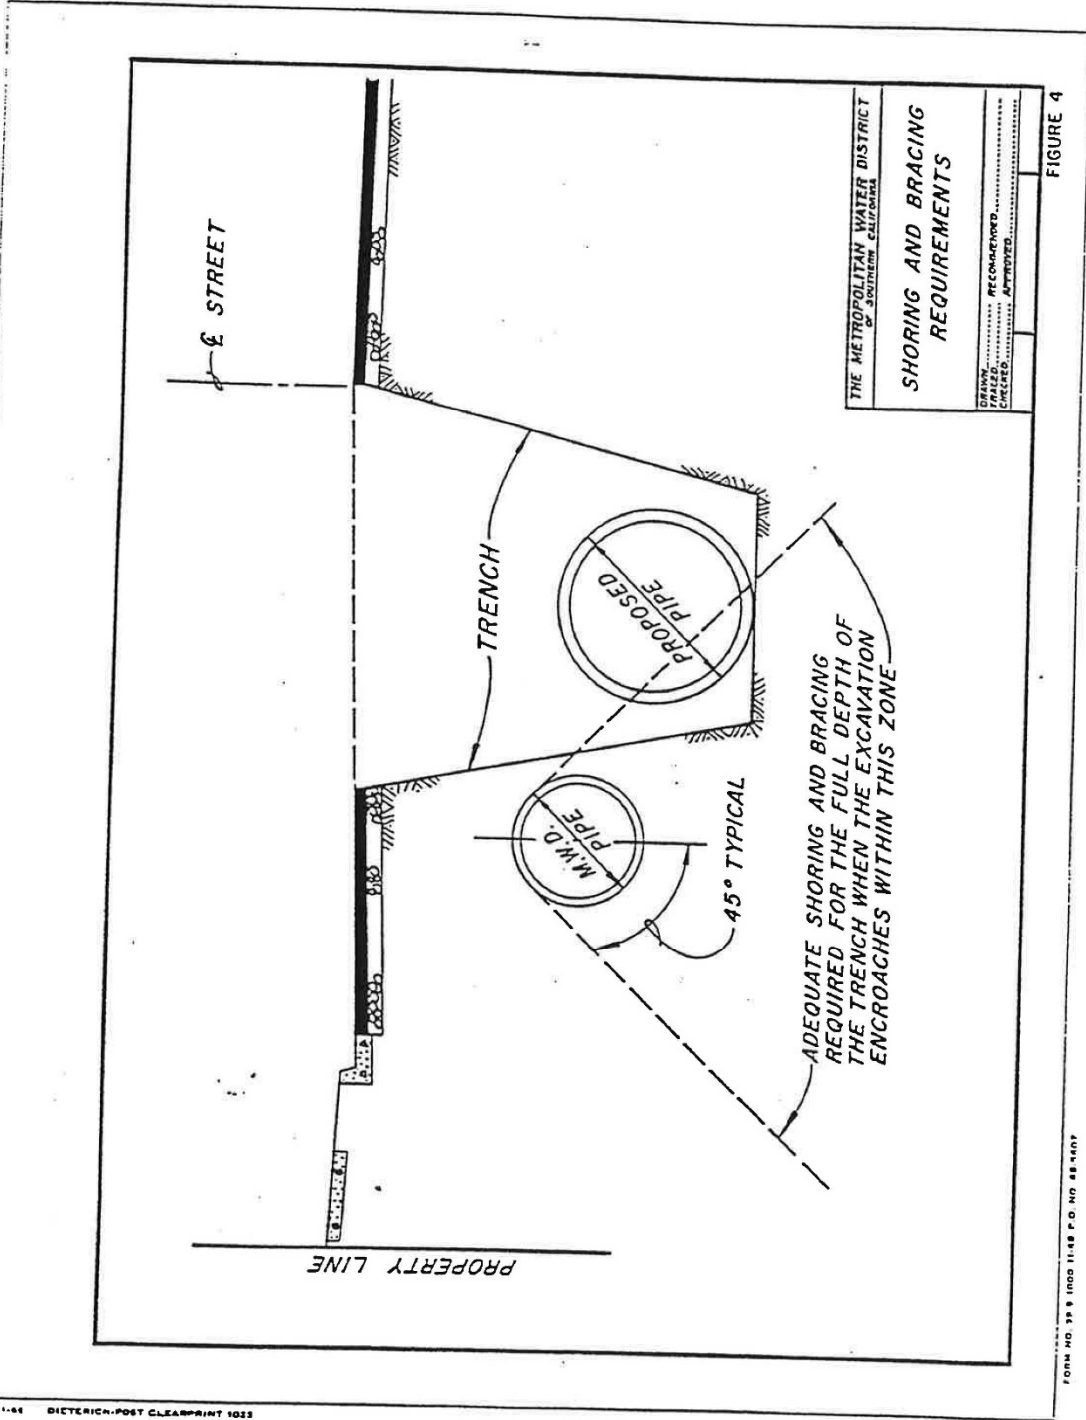 ℄ STREET
TRENCH
PROPOSED
PIPE
M.W.D.
PIPE
45° TYPICAL
ADEQUATE SHORING AND BRACING
REQUIRED FOR THE FULL DEPTH OF
THE TRENCH WHEN THE EXCAVATION
ENCROACHES WITHIN THIS ZONE
PROPERTY LINE
THE METROPOLITAN WATER DISTRICT
OF SOUTHERN CALIFORNIA
SHORING AND BRACING
REQUIREMENTS
DRAWN
TRACED RECOMMENDED
CHECKED APPROVED
FIGURE 4
DIETERICH-POST CLEARPRINT
FORM NO.